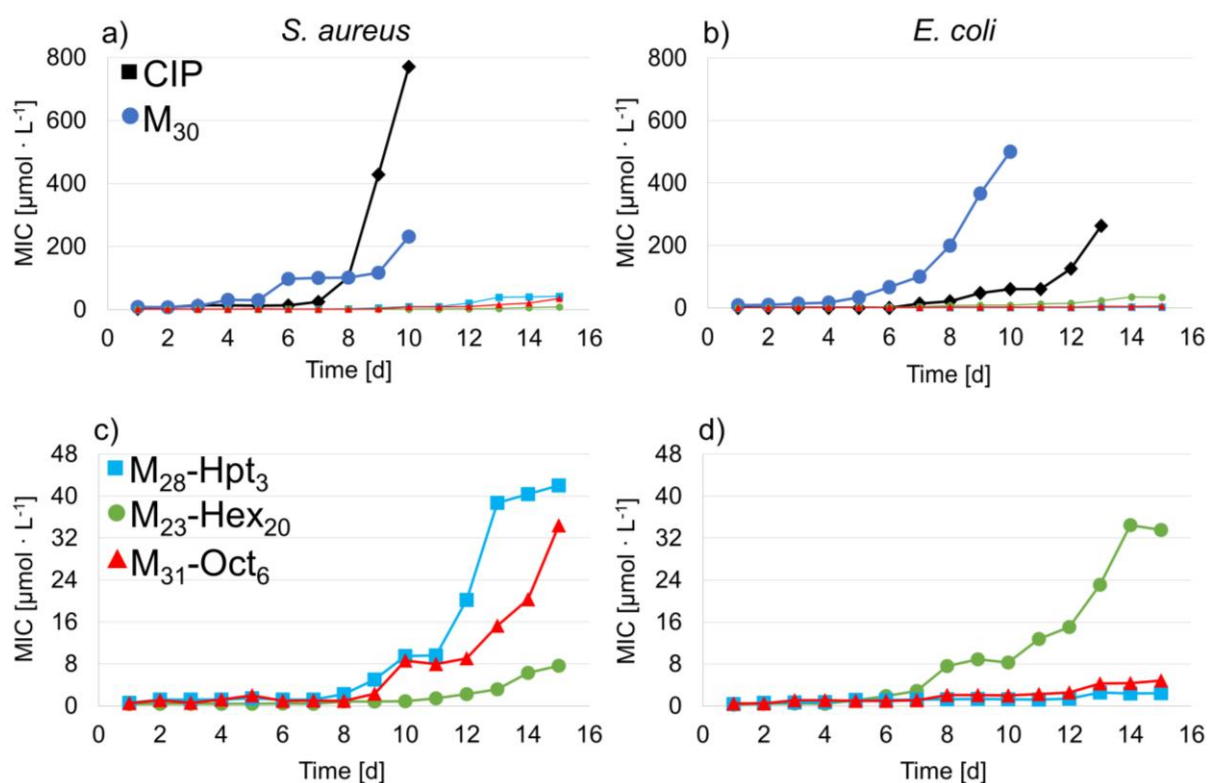 a) S. aureus
800
600
400
200
0
MIC [µmol · L⁻¹]
CIP
M₃₀
0 2 4 6 8 10 12 14 16
Time [d]
b) E. coli
800
600
400
200
0
MIC [µmol · L⁻¹]
0 2 4 6 8 10 12 14 16
Time [d]
c)
48
40
32
24
16
8
0
MIC [µmol · L⁻¹]
M₂₈-Hpt₃
M₂₃-Hex₂₀
M₃₁-Oct₆
0 2 4 6 8 10 12 14 16
Time [d]
d)
48
40
32
24
16
8
0
MIC [µmol · L⁻¹]
0 2 4 6 8 10 12 14 16
Time [d]